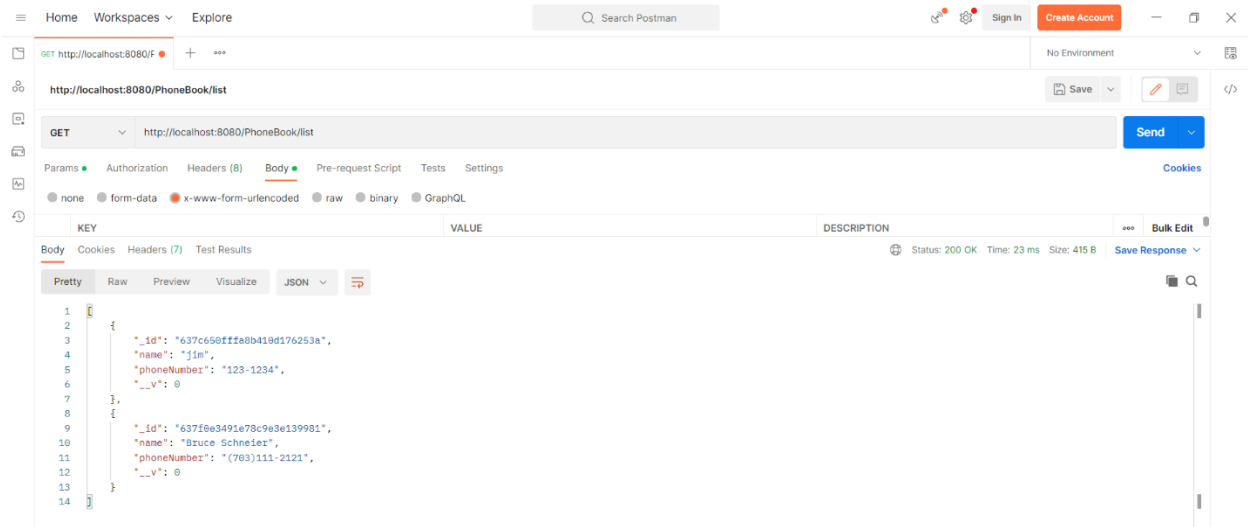 Home Workspaces Explore Search Postman Sign In Create Account
GET http://localhost:8080/F No Environment
http://localhost:8080/PhoneBook/list Save
GET http://localhost:8080/PhoneBook/list Send
Params Authorization Headers (8) Body Pre-request Script Tests Settings Cookies
none form-data x-www-form-urlencoded raw binary GraphQL
KEY VALUE DESCRIPTION Bulk Edit
Body Cookies Headers (7) Test Results Status: 200 OK Time: 23 ms Size: 415 B Save Response
Pretty Raw Preview Visualize JSON
1 [
2 {
3 "_id": "637c650fffa8b410d176253a",
4 "name": "jim",
5 "phoneNumber": "123-1234",
6 "__v": 0
7 },
8 {
9 "_id": "637f0e3491e78c9e3e139981",
10 "name": "Bruce Schneier",
11 "phoneNumber": "(703)111-2121",
12 "__v": 0
13 }
14 ]